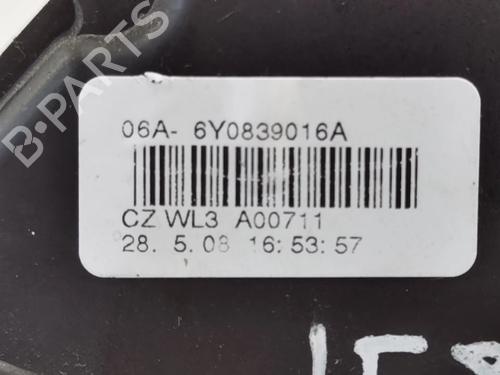 06A- 6Y0839016A
CZ WL3 A00711
28. 5.08 16:53:57
B-PARTS